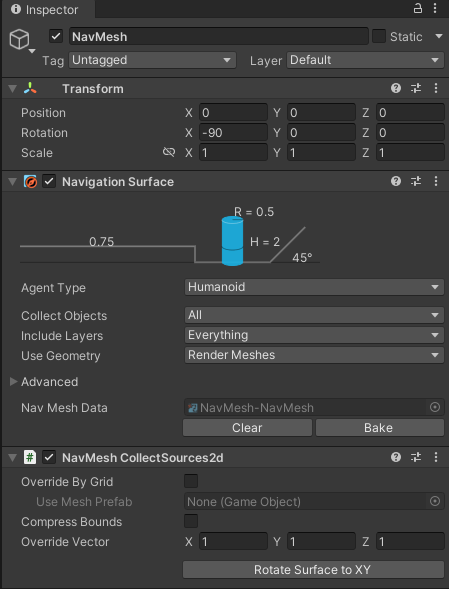 Inspector
NavMesh Static
Tag Untagged Layer Default
Transform
Position X 0 Y 0 Z 0
Rotation X -90 Y 0 Z 0
Scale X 1 Y 1 Z 1
Navigation Surface
R = 0.5
0.75 H = 2
45°
Agent Type Humanoid
Collect Objects All
Include Layers Everything
Use Geometry Render Meshes
Advanced
Nav Mesh Data NavMesh-NavMesh
Clear Bake
# NavMesh CollectSources2d
Override By Grid
Use Mesh Prefab None (Game Object)
Compress Bounds
Override Vector X 1 Y 1 Z 1
Rotate Surface to XY